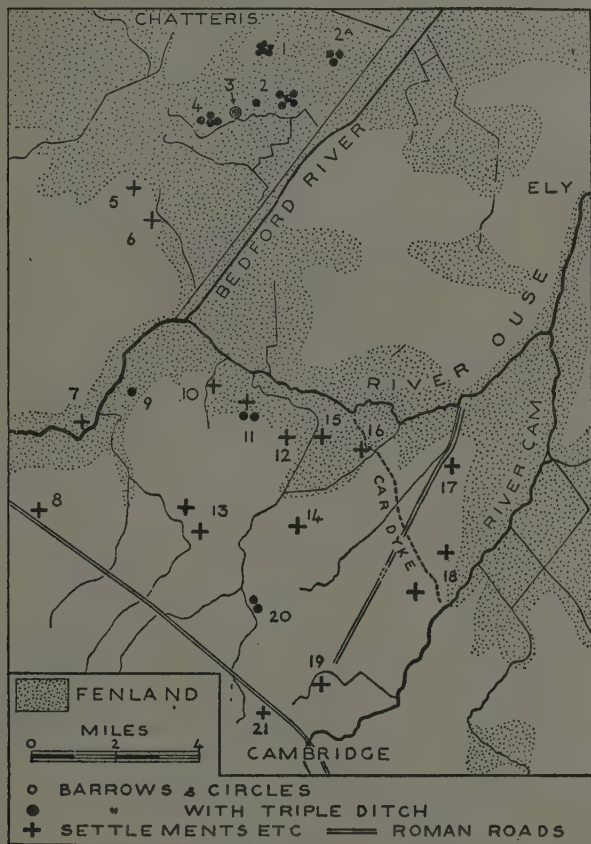 CHATTERIS
1
2A
2
3
4
5
6
BEDFORD RIVER
ELY
RIVER OUSE
7
9
10
11
12
15
16
17
RIVER CAM
CAR DYKE
8
13
14
18
20
19
21
CAMBRIDGE
FENLAND
MILES
0 2 4
BARROWS & CIRCLES
" WITH TRIPLE DITCH
SETTLEMENTS ETC ROMAN ROADS